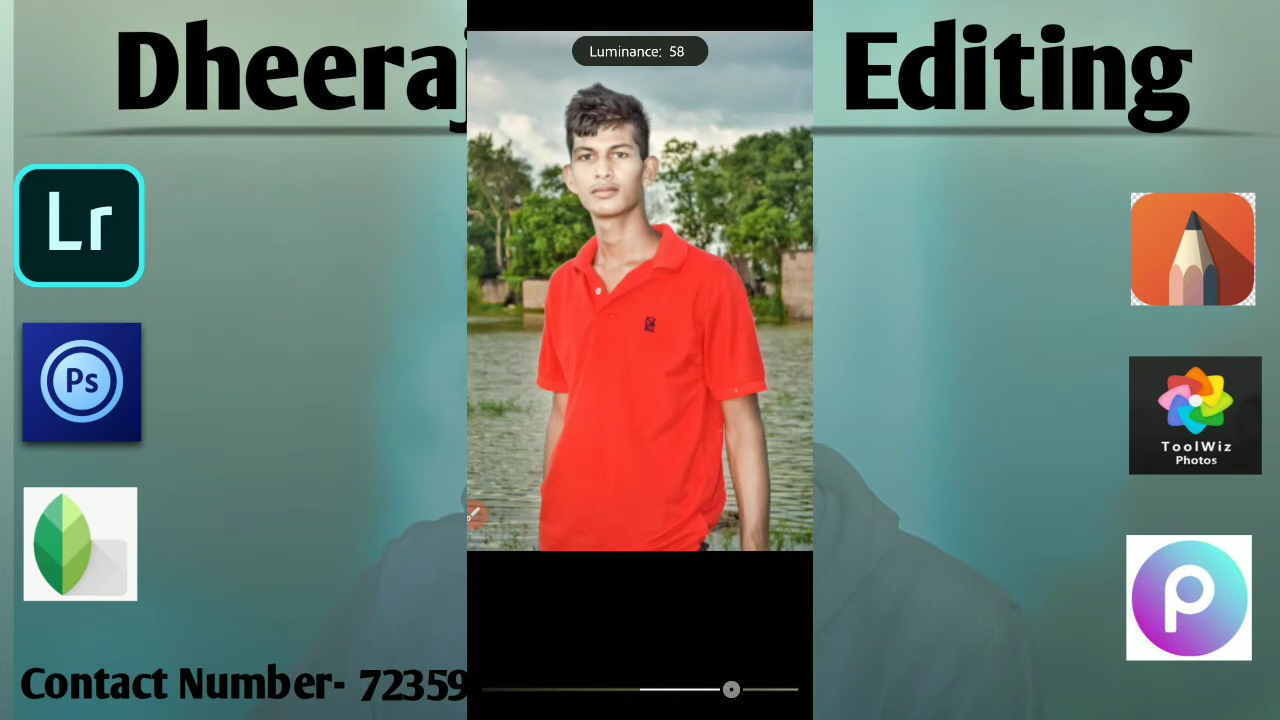 Dheeraj Editing
Luminance: 58
Lr
Ps
ToolWiz
Photos
Contact Number- 72359